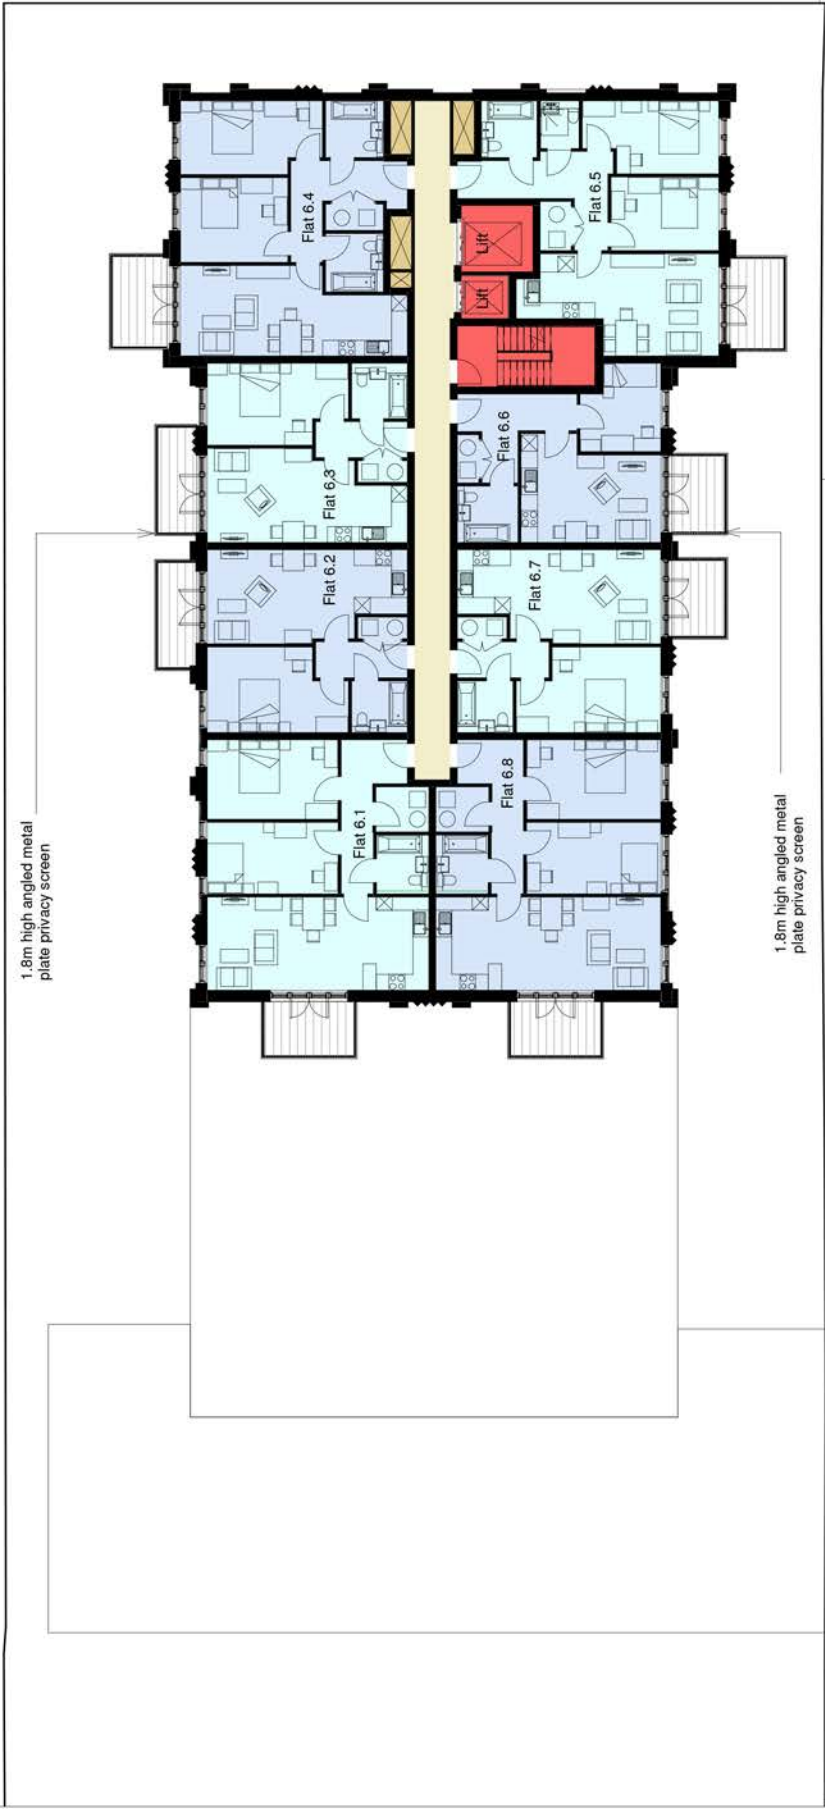 Flat 6.4
Flat 6.5
Lift
Lift
Flat 6.3
Flat 6.6
Flat 6.2
Flat 6.7
Flat 6.1
Flat 6.8
1.8m high angled metal
plate privacy screen
1.8m high angled metal
plate privacy screen